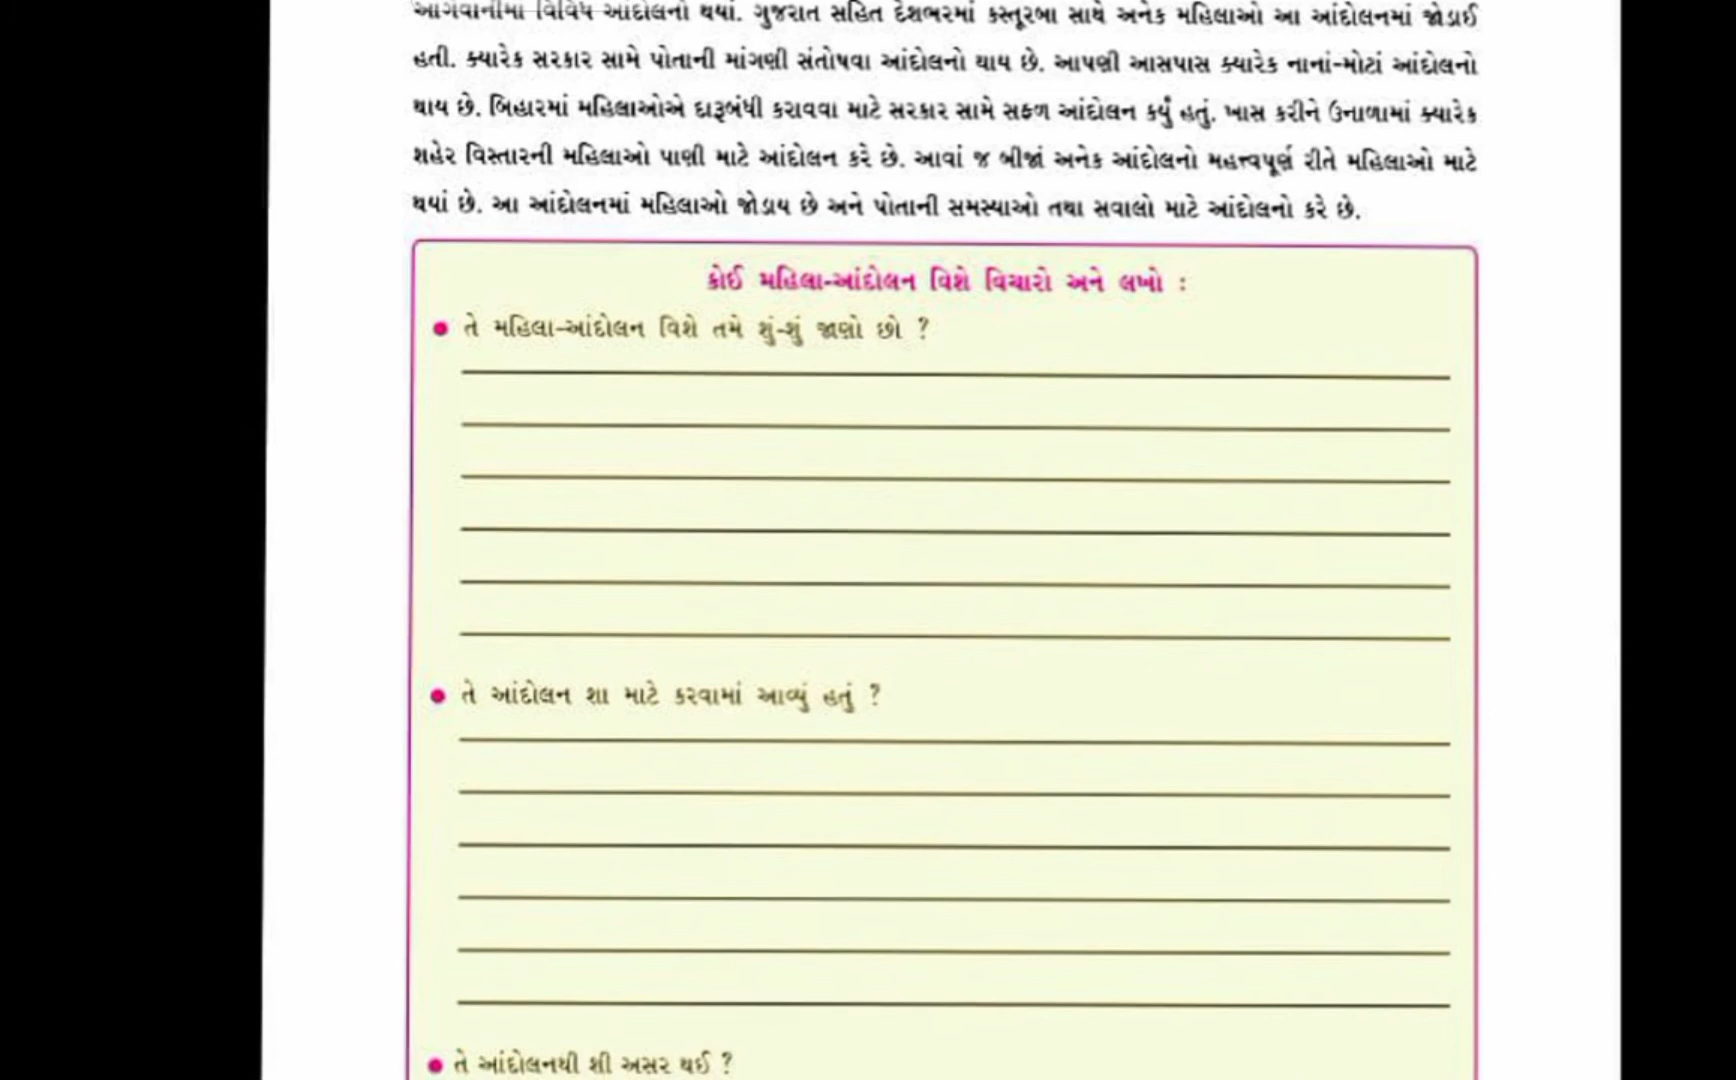 આગેવાનીમાં વિવિધ આંદોલનો થયાં. ગુજરાત સહિત દેશભરમાં કસ્તૂરબા સાથે અનેક મહિલાઓ આ આંદોલનમાં જોડાઈ
હતી. ક્યારેક સરકાર સામે પોતાની માંગણી સંતોષવા આંદોલનો થાય છે. આપણી આસપાસ ક્યારેક નાનાં-મોટાં આંદોલનો
થાય છે. બિહારમાં મહિલાઓએ દારૂબંધી કરાવવા માટે સરકાર સામે સફળ આંદોલન કર્યું હતું. ખાસ કરીને ઉનાળામાં ક્યારેક
શહેર વિસ્તારની મહિલાઓ પાણી માટે આંદોલન કરે છે. આવાં જ બીજાં અનેક આંદોલનો મહત્ત્વપૂર્ણ રીતે મહિલાઓ માટે
થયાં છે. આ આંદોલનમાં મહિલાઓ જોડાય છે અને પોતાની સમસ્યાઓ તથા સવાલો માટે આંદોલનો કરે છે.
કોઈ મહિલા-આંદોલન વિશે વિચારો અને લખો :
● તે મહિલા-આંદોલન વિશે તમે શું-શું જાણો છો ?
● તે આંદોલન શા માટે કરવામાં આવ્યું હતું ?
● તે આંદોલનથી શી અસર થઈ ?